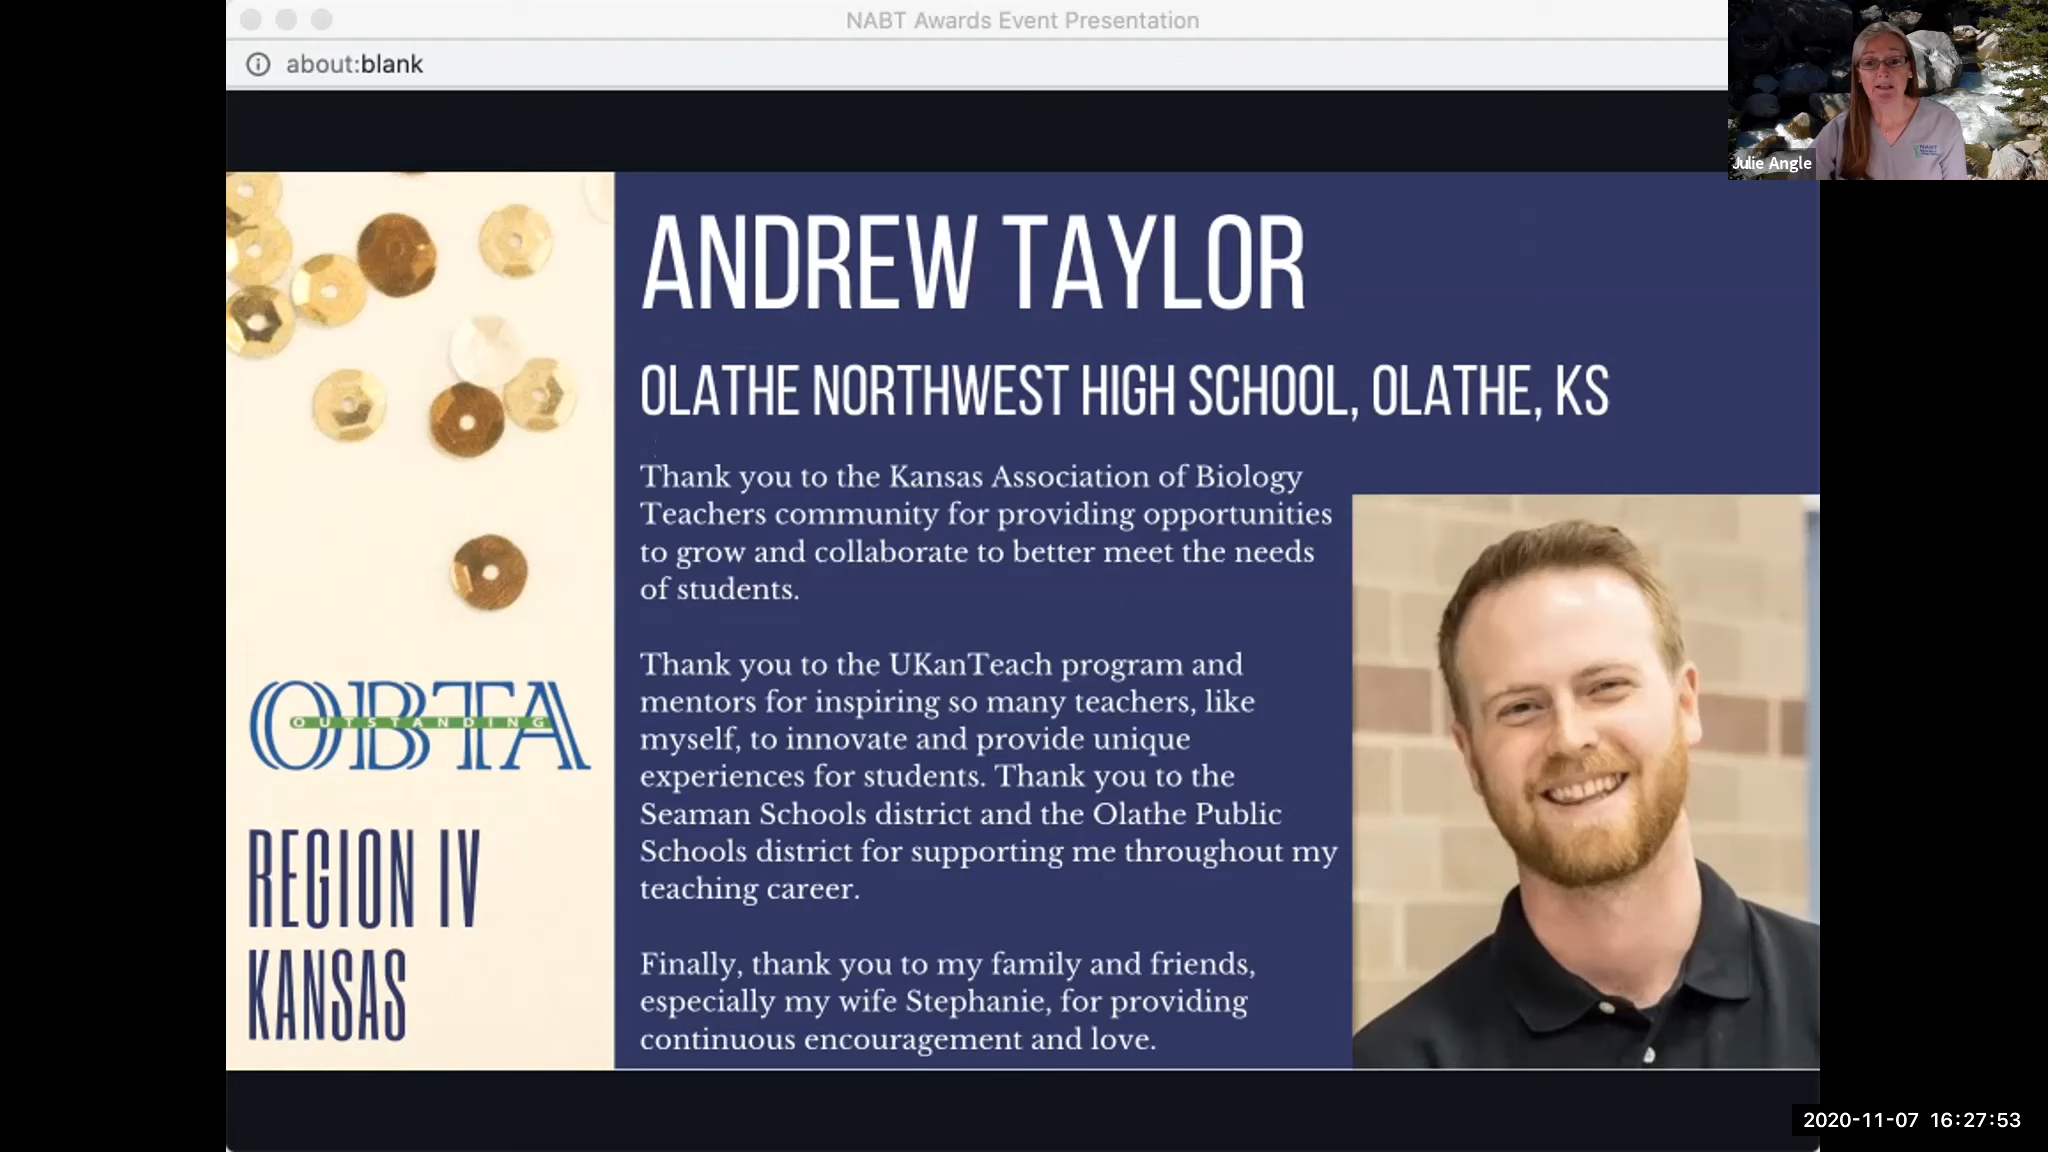 NABT Awards Event Presentation
about:blank
Julie Angle
NABT
ANDREW TAYLOR
OLATHE NORTHWEST HIGH SCHOOL, OLATHE, KS
Thank you to the Kansas Association of Biology
Teachers community for providing opportunities
to grow and collaborate to better meet the needs
of students.
Thank you to the UKanTeach program and
mentors for inspiring so many teachers, like
myself, to innovate and provide unique
experiences for students. Thank you to the
Seaman Schools district and the Olathe Public
Schools district for supporting me throughout my
teaching career.
Finally, thank you to my family and friends,
especially my wife Stephanie, for providing
continuous encouragement and love.
OBTA
OUTSTANDING
REGION IV
KANSAS
2020-11-07 16:27:53